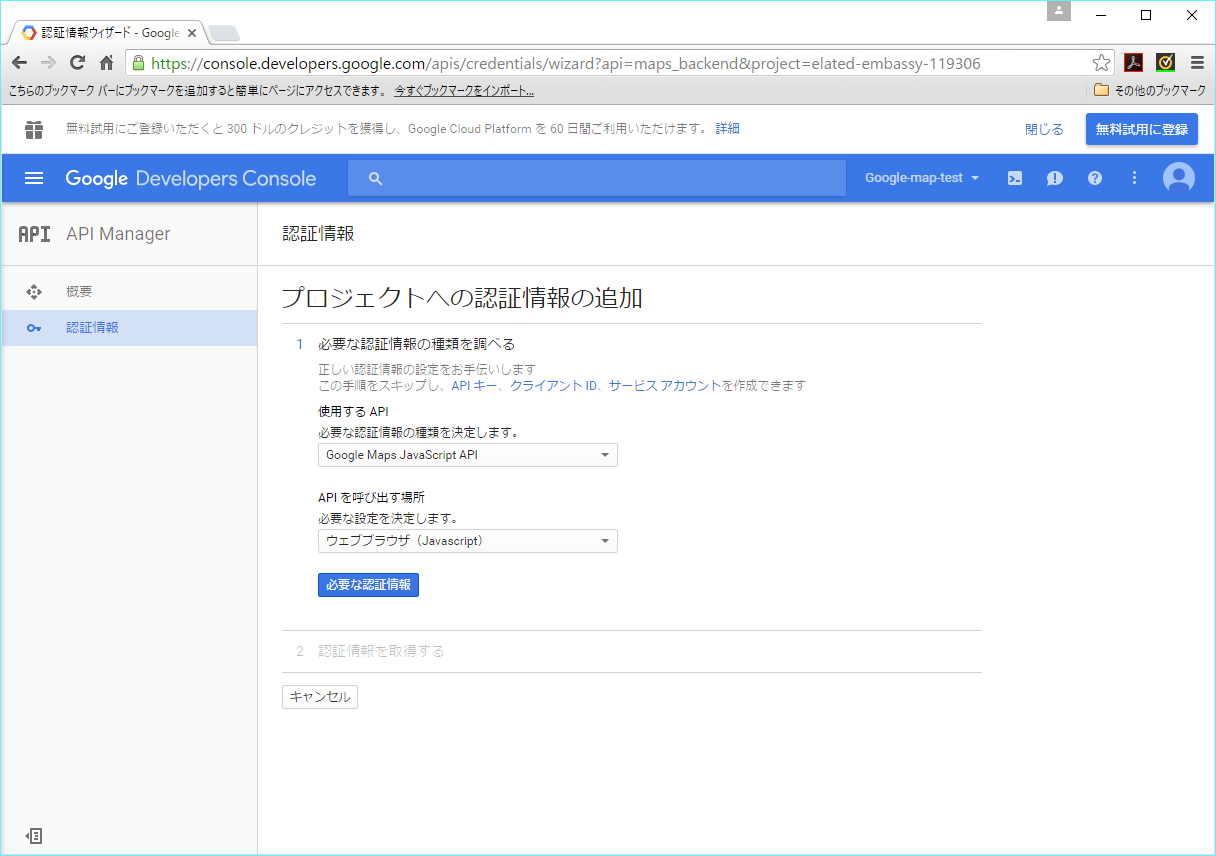 認証情報ウィザード - Google
https://console.developers.google.com/apis/credentials/wizard?api=maps_backend&project=elated-embassy-119306
こちらのブックマーク バーにブックマークを追加すると簡単にページにアクセスできます。 今すぐブックマークをインポート... その他のブックマーク
無料試用にご登録いただくと 300 ドルのクレジットを獲得し、Google Cloud Platform を 60 日間ご利用いただけます。 詳細 閉じる 無料試用に登録
Google Developers Console Google-map-test
API API Manager
認証情報
概要
認証情報
プロジェクトへの認証情報の追加
1 必要な認証情報の種類を調べる
正しい認証情報の設定をお手伝いします
この手順をスキップし、API キー、クライアント ID、サービス アカウントを作成できます
使用する API
必要な認証情報の種類を決定します。
Google Maps JavaScript API
API を呼び出す場所
必要な設定を決定します。
ウェブブラウザ（Javascript）
必要な認証情報
2 認証情報を取得する
キャンセル